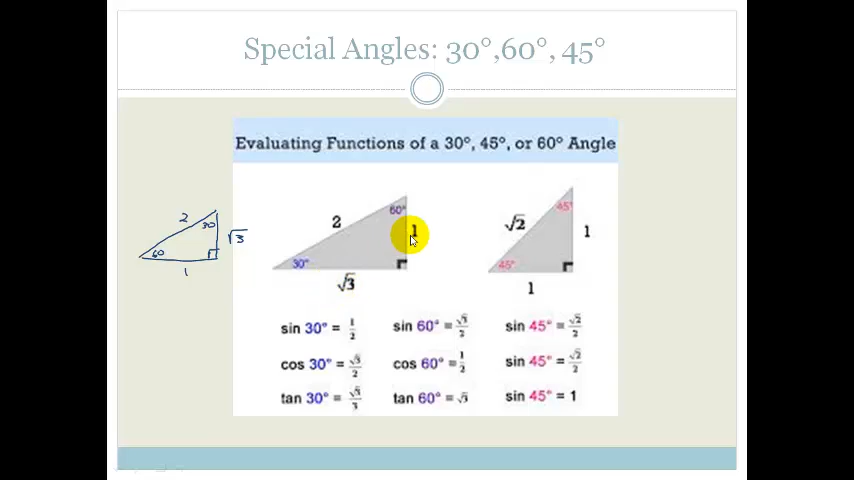 Special Angles: 30°,60°, 45°
Evaluating Functions of a 30°, 45°, or 60° Angle
2
30
60
√3
1
2
60°
1
30°
√3
√2
45°
1
45°
1
sin 30° = 1/2
sin 60° = √3/2
sin 45° = √2/2
cos 30° = √3/2
cos 60° = 1/2
sin 45° = √2/2
tan 30° = √3/3
tan 60° = √3
sin 45° = 1